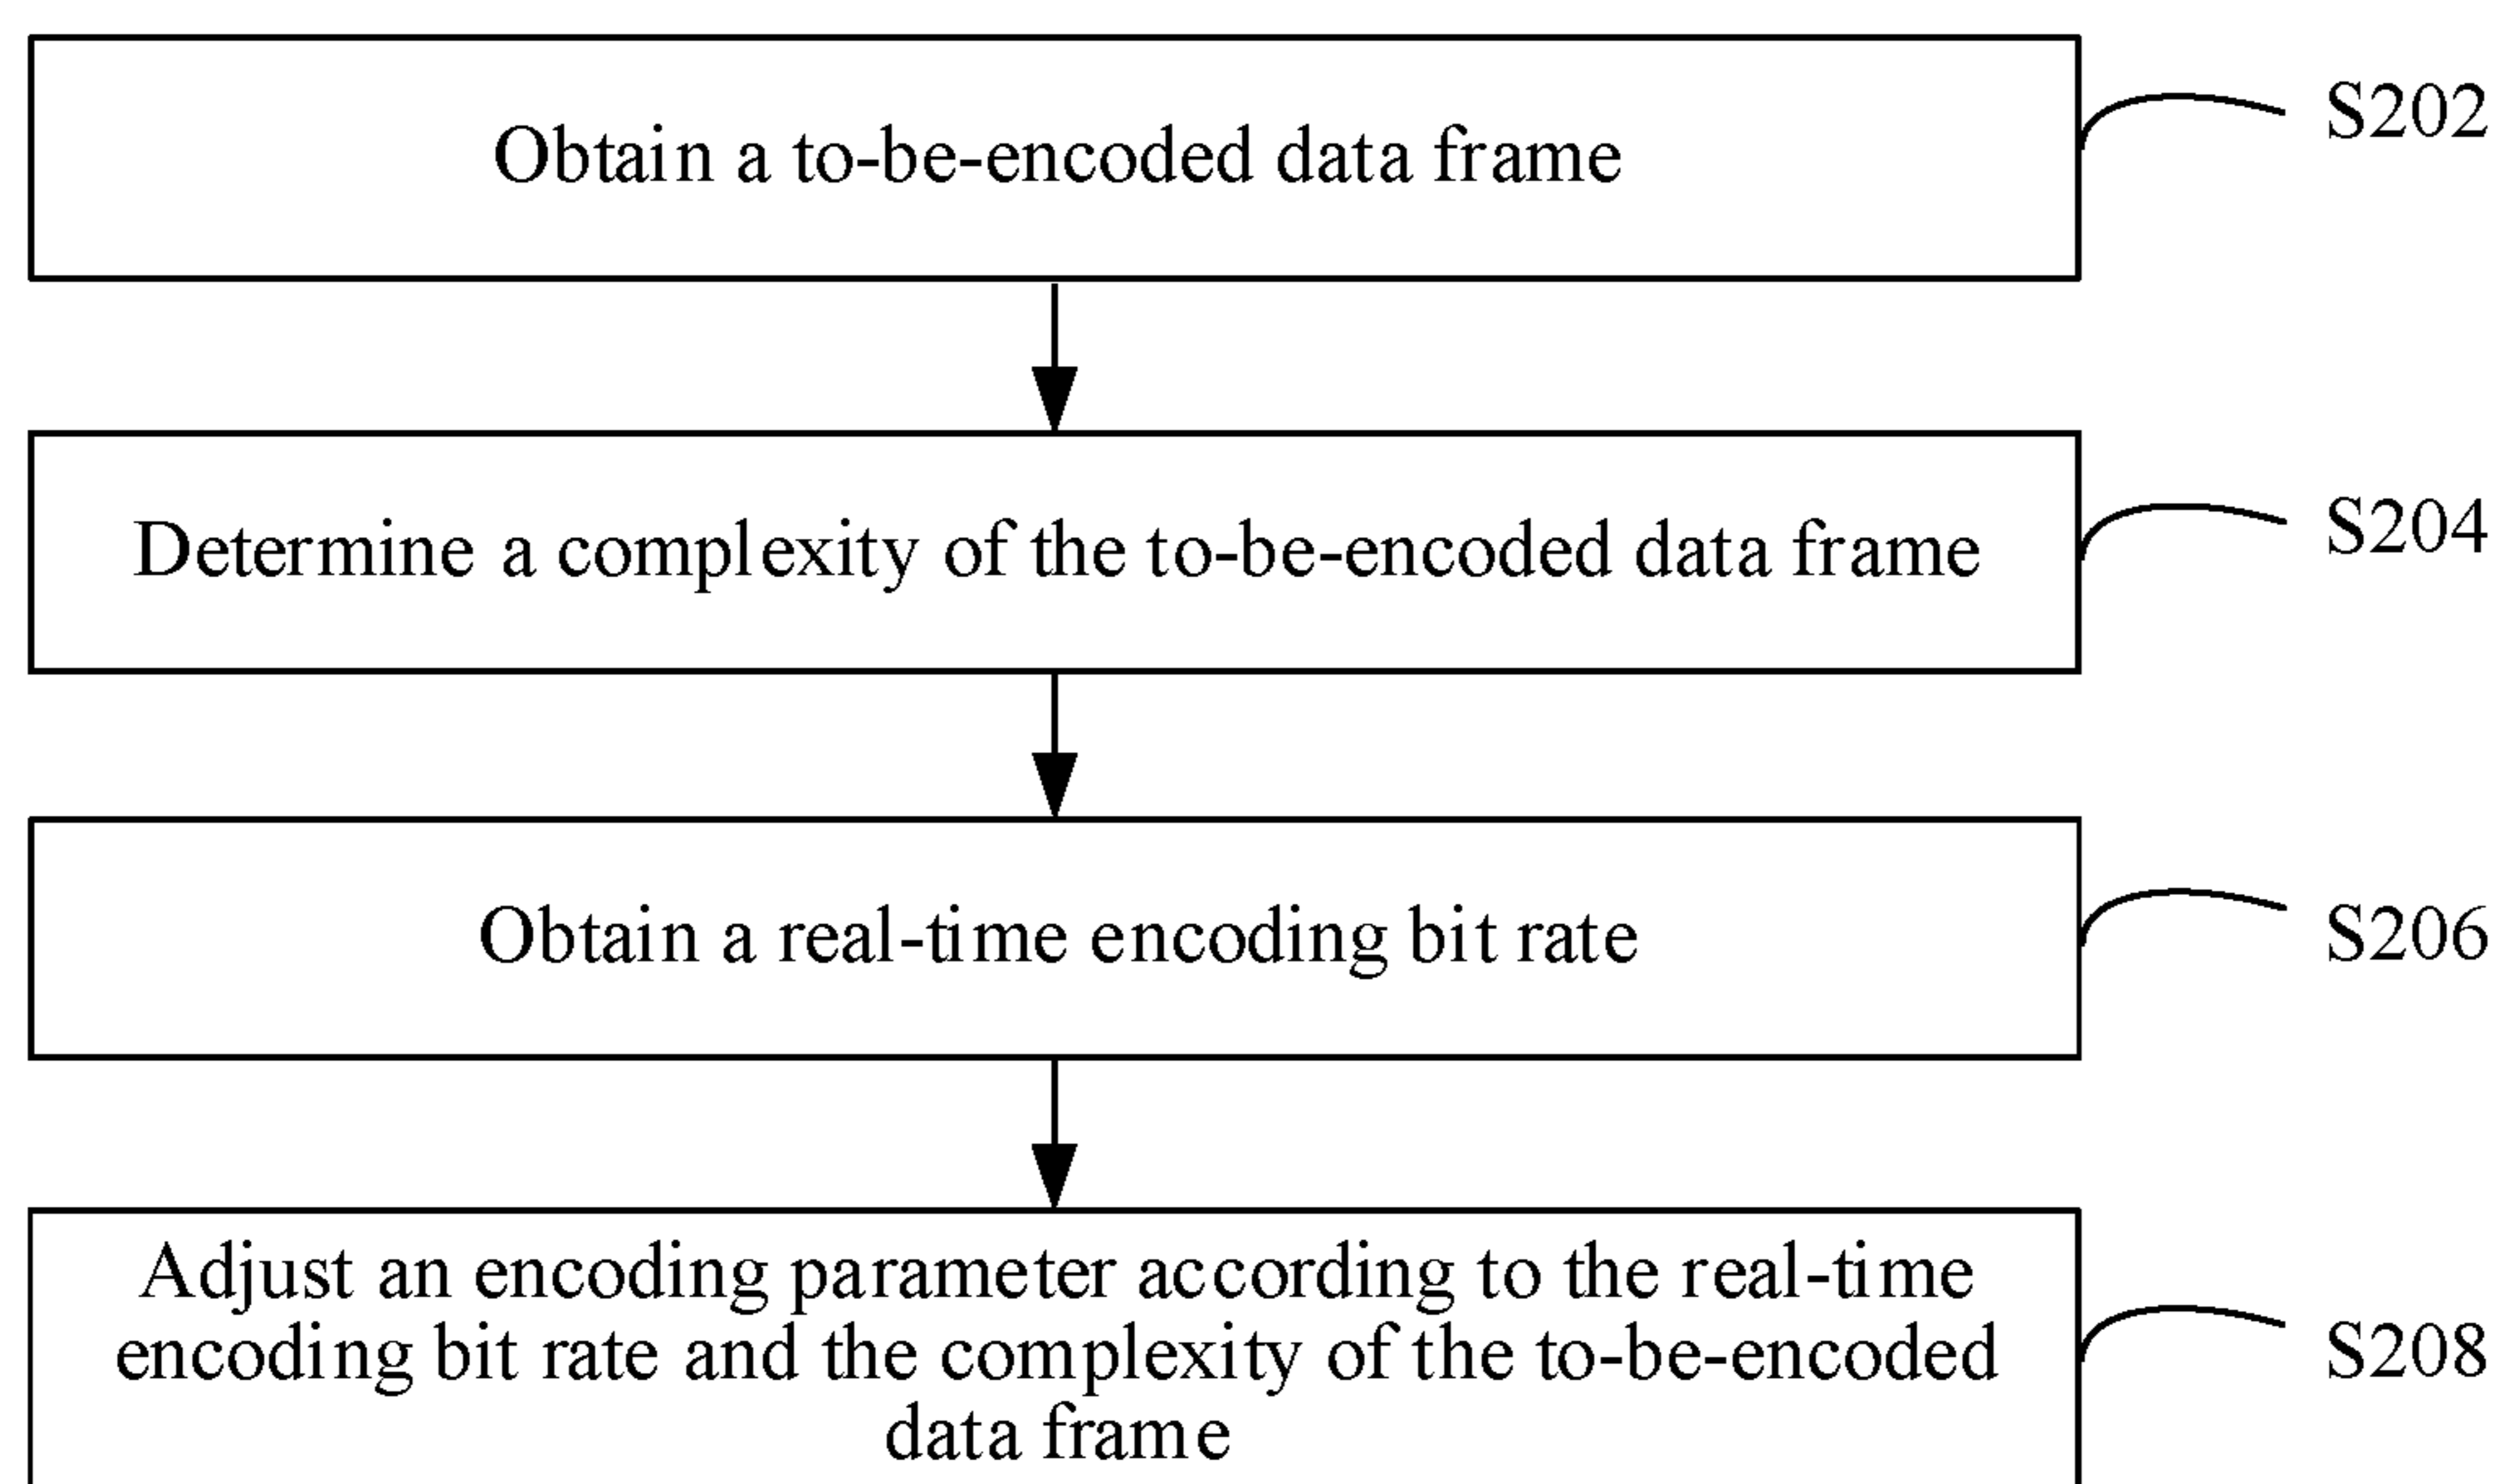 Obtain a to-be-encoded data frame
S202
Determine a complexity of the to-be-encoded data frame
S204
Obtain a real-time encoding bit rate
S206
Adjust an encoding parameter according to the real-time
encoding bit rate and the complexity of the to-be-encoded
data frame
S208